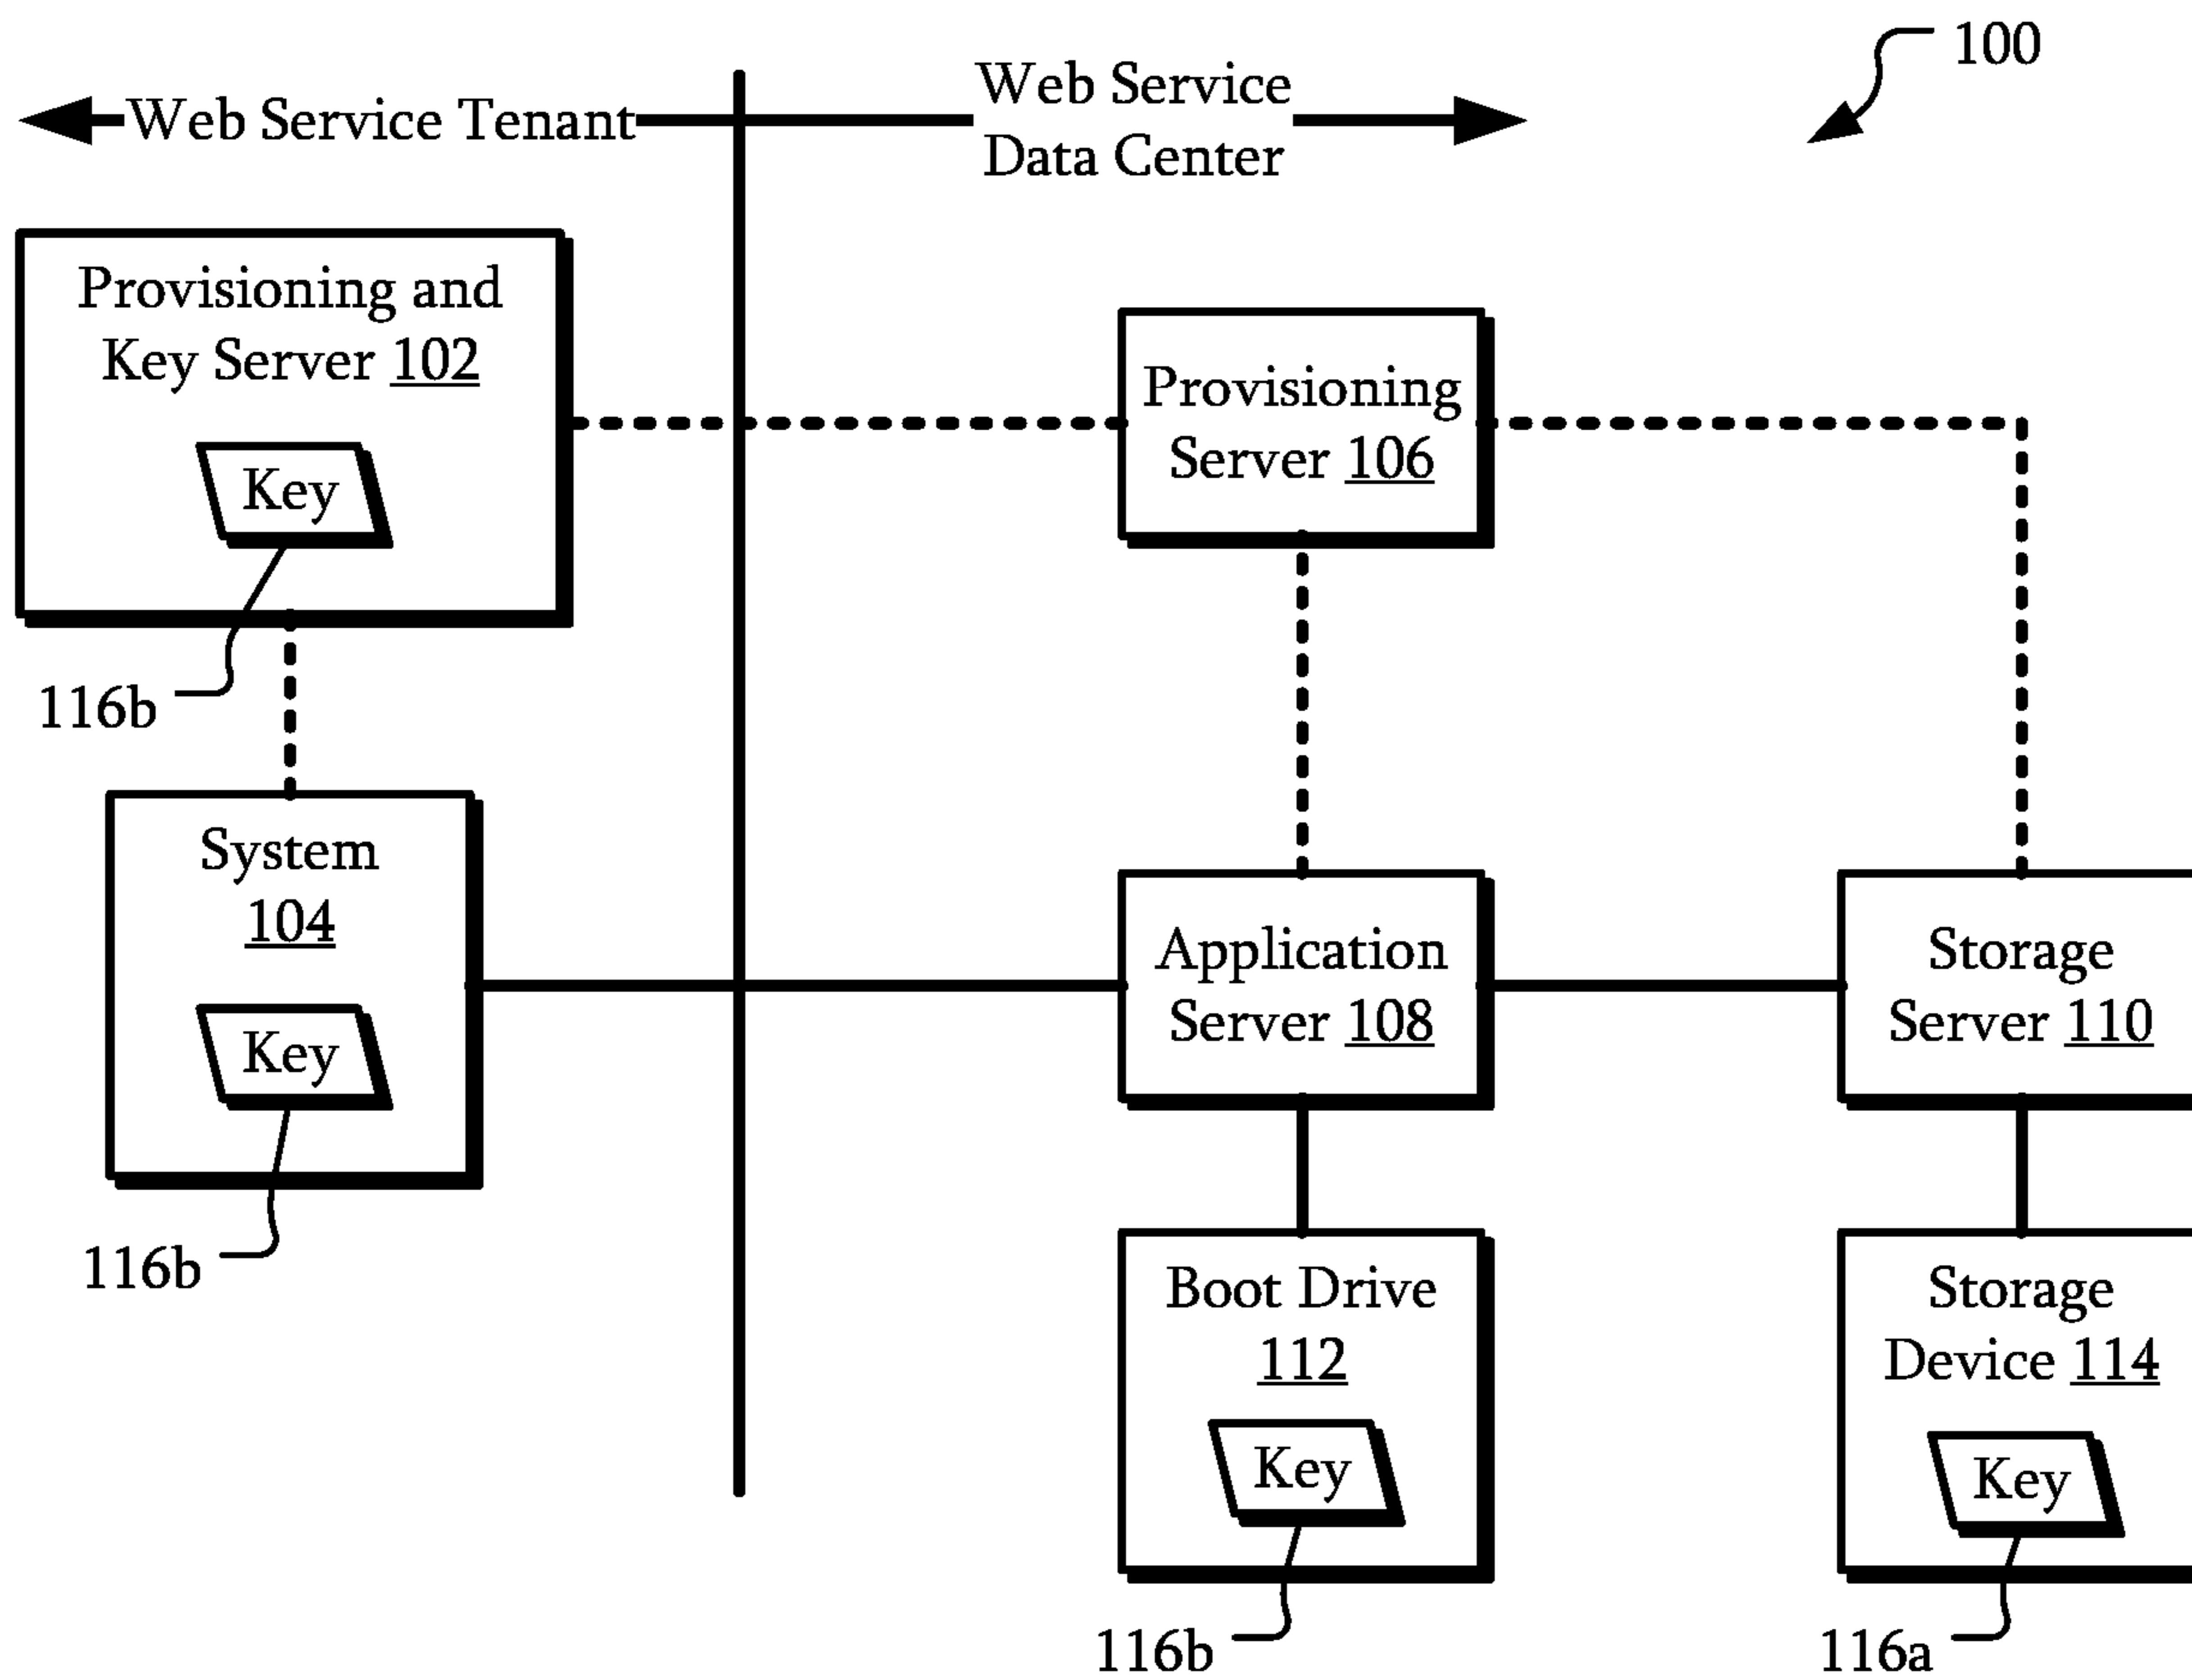 100
Web Service Tenant
Web Service
Data Center
Provisioning and
Key Server 102
Key
116b
Provisioning
Server 106
System
104
Key
116b
Application
Server 108
Storage
Server 110
Boot Drive
112
Key
116b
Storage
Device 114
Key
116a